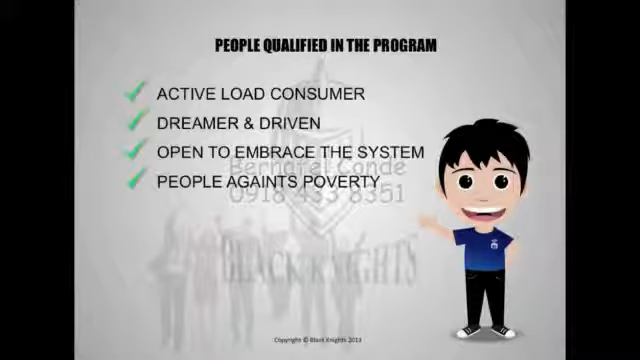 PEOPLE QUALIFIED IN THE PROGRAM
ACTIVE LOAD CONSUMER
DREAMER & DRIVEN
OPEN TO EMBRACE THE SYSTEM
Bernafel Conde
PEOPLE AGAINTS POVERTY
0918 433 8351
BLACK KNIGHTS
Copyright © Black Knights 2013